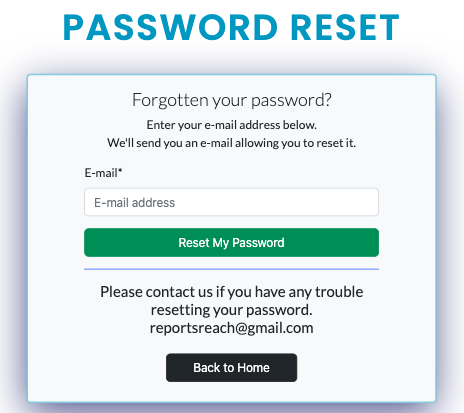 PASSWORD RESET
Forgotten your password?
Enter your e-mail address below.
We'll send you an e-mail allowing you to reset it.
E-mail*
E-mail address
Reset My Password
Please contact us if you have any trouble
resetting your password.
reportsreach@gmail.com
Back to Home